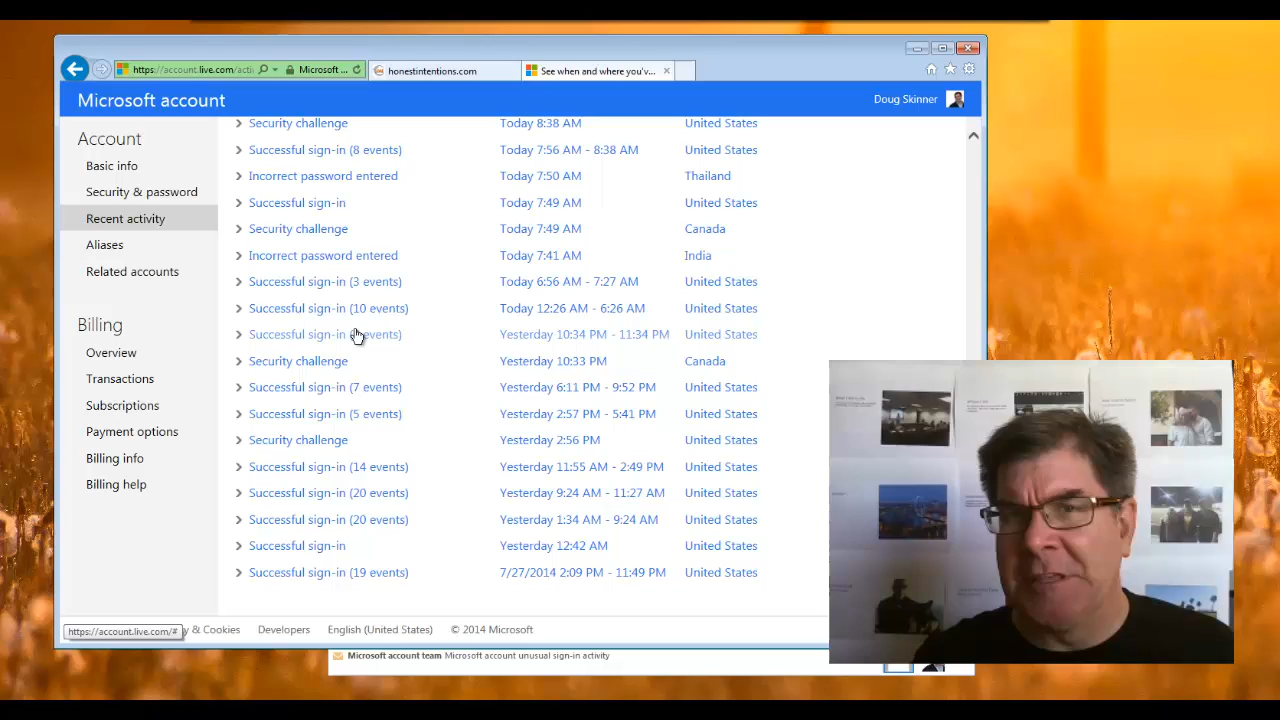 https://account.live.com/acti
Microsoft ...
honestintentions.com
See when and where you've...
Microsoft account
Doug Skinner
Account
Basic info
Security & password
Recent activity
Aliases
Related accounts
Billing
Overview
Transactions
Subscriptions
Payment options
Billing info
Billing help
Security challenge Today 8:38 AM United States
Successful sign-in (8 events) Today 7:56 AM - 8:38 AM United States
Incorrect password entered Today 7:50 AM Thailand
Successful sign-in Today 7:49 AM United States
Security challenge Today 7:49 AM Canada
Incorrect password entered Today 7:41 AM India
Successful sign-in (3 events) Today 6:56 AM - 7:27 AM United States
Successful sign-in (10 events) Today 12:26 AM - 6:26 AM United States
Successful sign-in events) Yesterday 10:34 PM - 11:34 PM United States
Security challenge Yesterday 10:33 PM Canada
Successful sign-in (7 events) Yesterday 6:11 PM - 9:52 PM United States
Successful sign-in (5 events) Yesterday 2:57 PM - 5:41 PM United States
Security challenge Yesterday 2:56 PM United States
Successful sign-in (14 events) Yesterday 11:55 AM - 2:49 PM United States
Successful sign-in (20 events) Yesterday 9:24 AM - 11:27 AM United States
Successful sign-in (20 events) Yesterday 1:34 AM - 9:24 AM United States
Successful sign-in Yesterday 12:42 AM United States
Successful sign-in (19 events) 7/27/2014 2:09 PM - 11:49 PM United States
https://account.live.com/#
y & Cookies Developers English (United States) © 2014 Microsoft
Microsoft account team Microsoft account unusual sign-in activity